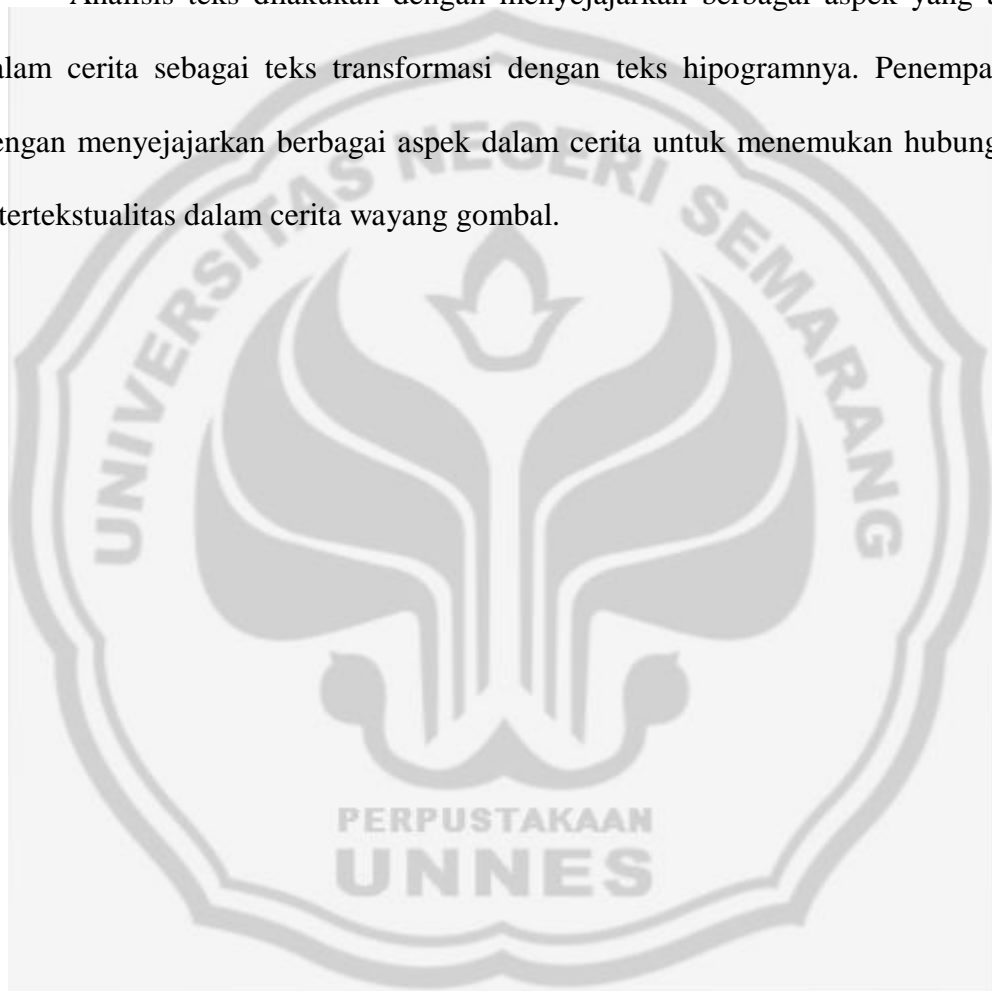 Analisis teks dilakukan dengan menyejajarkan berbagai aspek yang
alam cerita sebagai teks transformasi dengan teks hipogramnya. Penempa
engan menyejajarkan berbagai aspek dalam cerita untuk menemukan hubung
tertekstualitas dalam cerita wayang gombal.
UNIVERSITAS NEGERI SEMARANG
PERPUSTAKAAN
UNNES